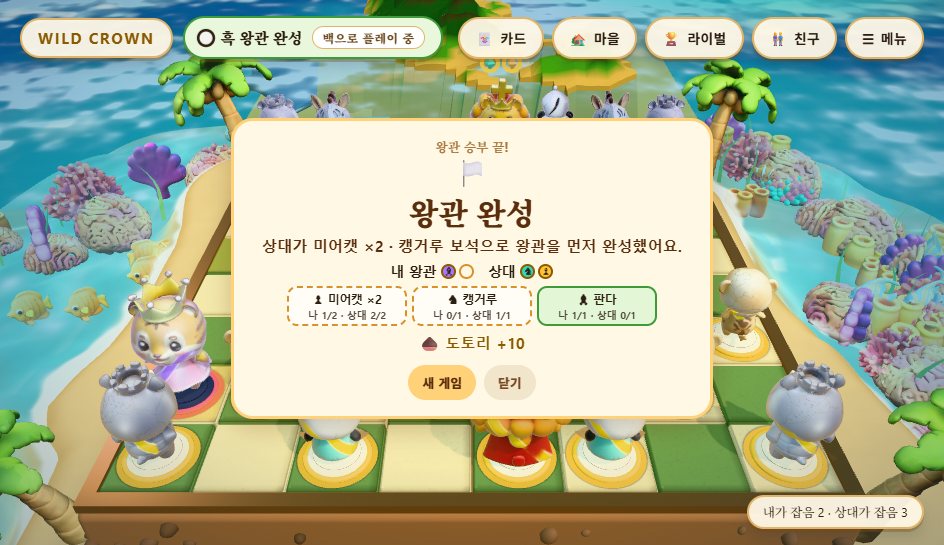 WILD CROWN
흑 왕관 완성
백으로 플레이 중
카드
마을
라이벌
친구
☰ 메뉴
왕관 승부 끝!
왕관 완성
상대가 미어캣 ×2 · 캥거루 보석으로 왕관을 먼저 완성했어요.
내 왕관 상대
미어캣 ×2
나 1/2 · 상대 2/2
캥거루
나 0/1 · 상대 1/1
판다
나 1/1 · 상대 0/1
도토리 +10
새 게임
닫기
내가 잡음 2 · 상대가 잡음 3